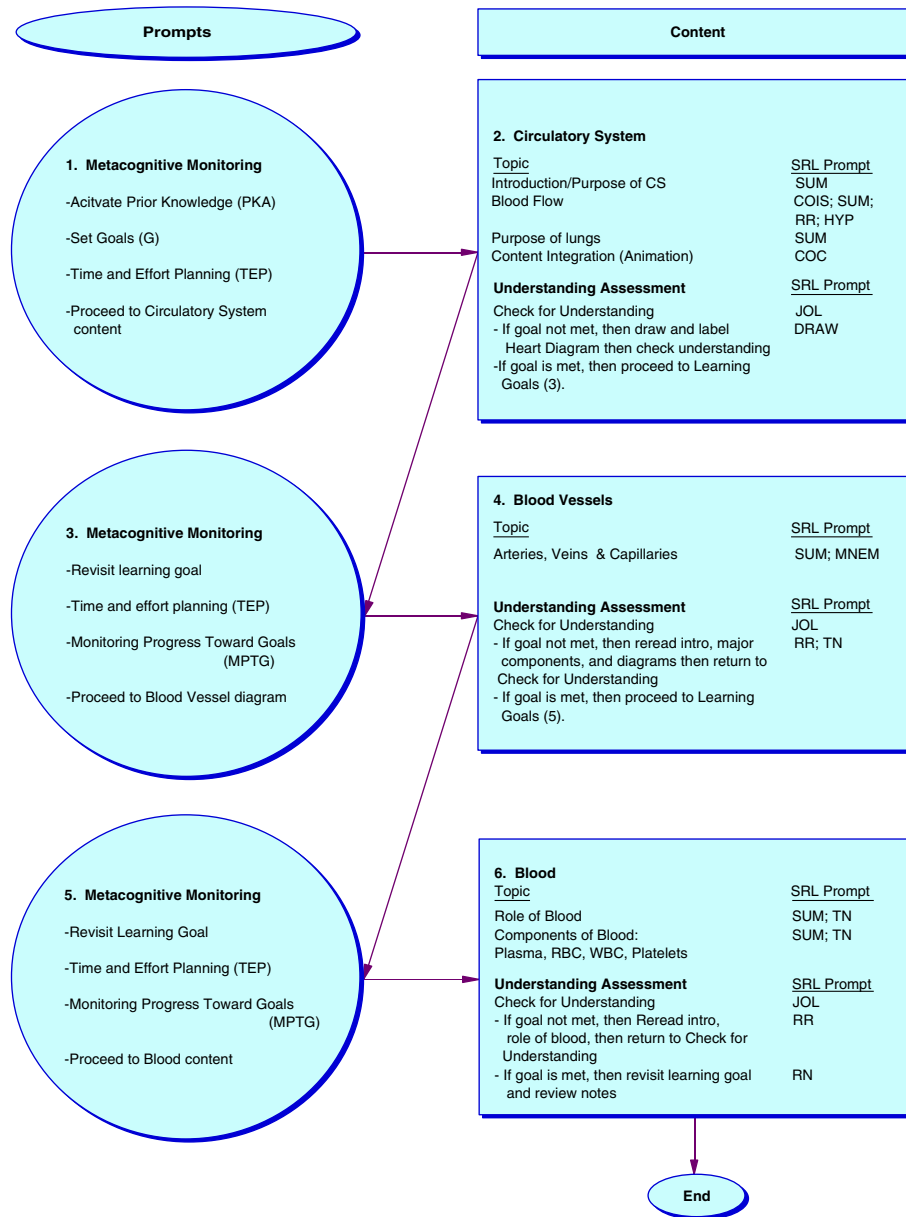 Prompts
Content
1. Metacognitive Monitoring
-Acitvate Prior Knowledge (PKA)
-Set Goals (G)
-Time and Effort Planning (TEP)
-Proceed to Circulatory System
content
2. Circulatory System
Topic SRL Prompt
Introduction/Purpose of CS SUM
Blood Flow COIS; SUM;
RR; HYP
Purpose of lungs SUM
Content Integration (Animation) COC
Understanding Assessment SRL Prompt
Check for Understanding JOL
- If goal not met, then draw and label DRAW
Heart Diagram then check understanding
-If goal is met, then proceed to Learning
Goals (3).
3. Metacognitive Monitoring
-Revisit learning goal
-Time and effort planning (TEP)
-Monitoring Progress Toward Goals
(MPTG)
-Proceed to Blood Vessel diagram
4. Blood Vessels
Topic SRL Prompt
Arteries, Veins & Capillaries SUM; MNEM
Understanding Assessment SRL Prompt
Check for Understanding JOL
- If goal not met, then reread intro, major RR; TN
components, and diagrams then return to
Check for Understanding
- If goal is met, then proceed to Learning
Goals (5).
5. Metacognitive Monitoring
-Revisit Learning Goal
-Time and Effort Planning (TEP)
-Monitoring Progress Toward Goals
(MPTG)
-Proceed to Blood content
6. Blood
Topic SRL Prompt
Role of Blood SUM; TN
Components of Blood: SUM; TN
Plasma, RBC, WBC, Platelets
Understanding Assessment SRL Prompt
Check for Understanding JOL
- If goal not met, then Reread intro, RR
role of blood, then return to Check for
Understanding
- If goal is met, then revisit learning goal RN
and review notes
End